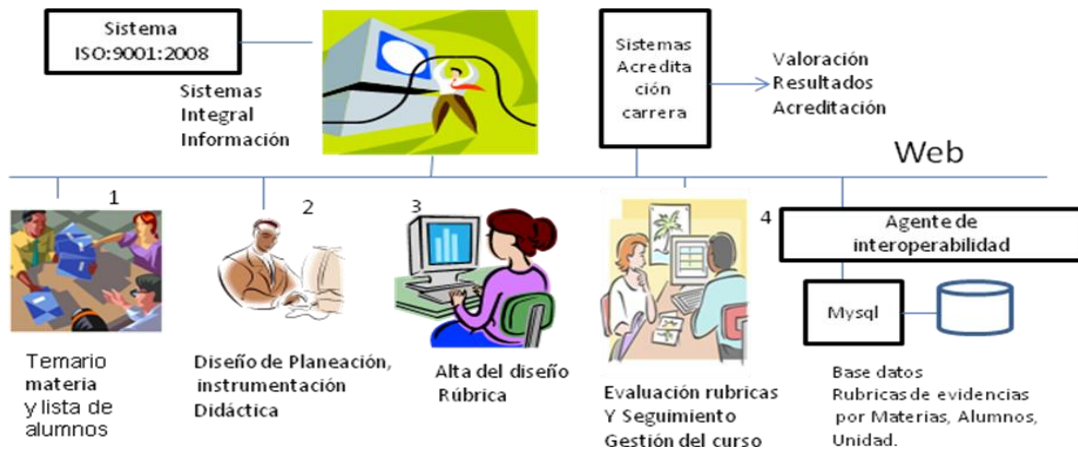 Sistema
ISO:9001:2008
Sistemas
Integral
Información
Sistemas
Acredita
ción
carrera
Valoración
Resultados
Acreditación
Web
1
2
3
4
Agente de
interoperabilidad
Mysql
Temario
materia
y lista de
alumnos
Diseño de Planeación,
instrumentación
Didáctica
Alta del diseño
Rúbrica
Evaluación rubricas
Y Seguimiento
Gestión del curso
Base datos
Rubricas de evidencias
por Materias, Alumnos,
Unidad.